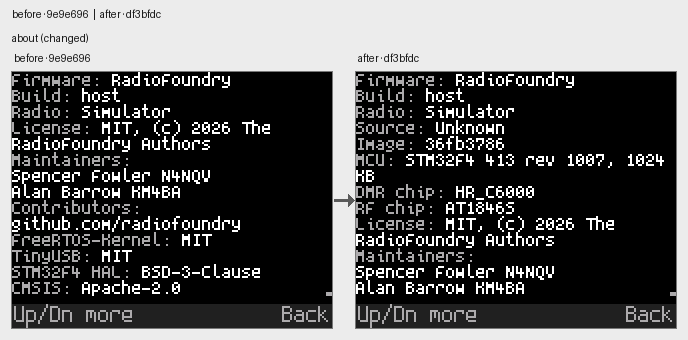 before·9e9e696 | after·df3bfdc
about (changed)
before·9e9e696
Firmware: RadioFoundry
Build: host
Radio: Simulator
License: MIT, (c) 2026 The
RadioFoundry Authors
Maintainers:
Spencer Fowler N4NQV
Alan Barrow KM4BA
Contributors:
github.com/radiofoundry
FreeRTOS-Kernel: MIT
TinyUSB: MIT
STM32F4 HAL: BSD-3-Clause
CMSIS: Apache-2.0
Up/Dn more Back
after·df3bfdc
Firmware: RadioFoundry
Build: host
Radio: Simulator
Source: Unknown
Image: 36fb3786
MCU: STM32F4 413 rev 1007, 1024
KB
DMR chip: HR_C6000
RF chip: AT1846S
License: MIT, (c) 2026 The
RadioFoundry Authors
Maintainers:
Spencer Fowler N4NQV
Alan Barrow KM4BA
Up/Dn more Back